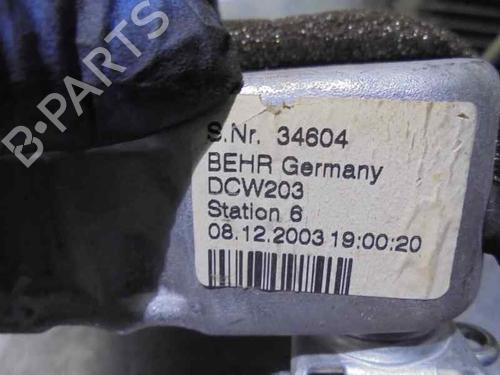 B-PARTS
S.Nr. 34604
BEHR Germany
DCW203
Station 6
08.12.2003 19:00:20